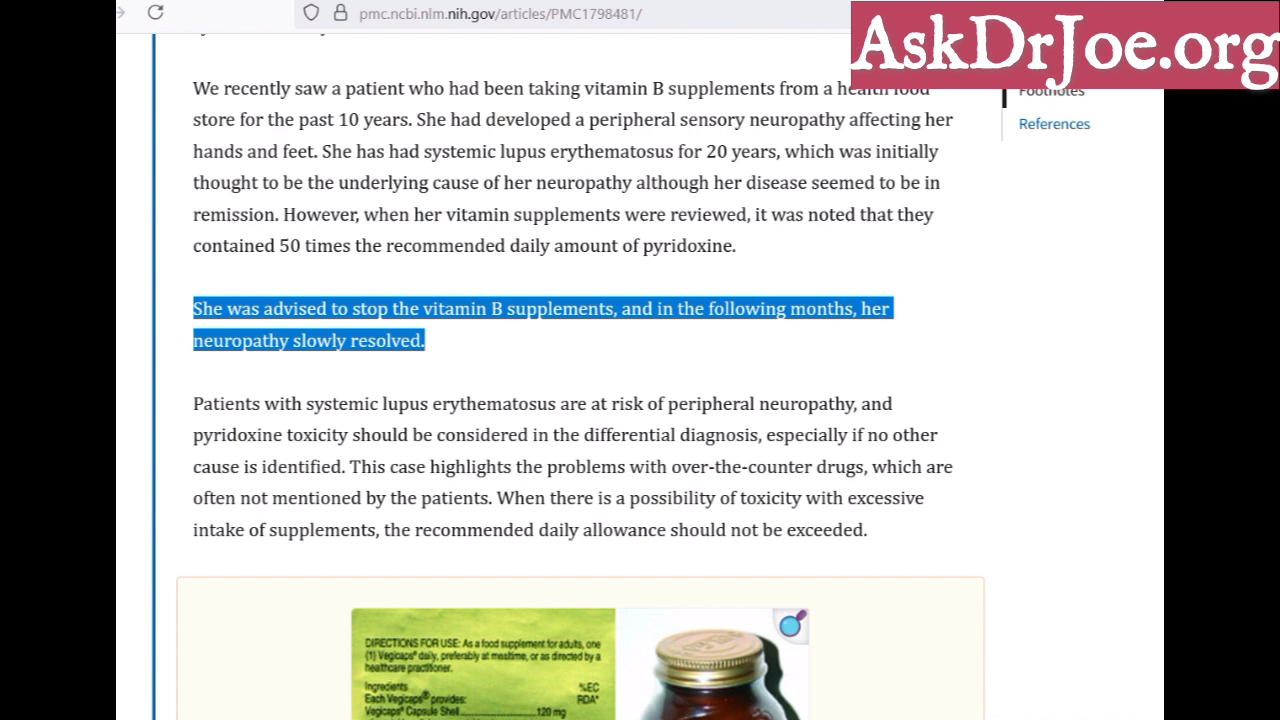 pmc.ncbi.nlm.nih.gov/articles/PMC1798481/
AskDrJoe.org
We recently saw a patient who had been taking vitamin B supplements from a health food
Footnotes
store for the past 10 years. She had developed a peripheral sensory neuropathy affecting her
References
hands and feet. She has had systemic lupus erythematosus for 20 years, which was initially
thought to be the underlying cause of her neuropathy although her disease seemed to be in
remission. However, when her vitamin supplements were reviewed, it was noted that they
contained 50 times the recommended daily amount of pyridoxine.
She was advised to stop the vitamin B supplements, and in the following months, her
neuropathy slowly resolved.
Patients with systemic lupus erythematosus are at risk of peripheral neuropathy, and
pyridoxine toxicity should be considered in the differential diagnosis, especially if no other
cause is identified. This case highlights the problems with over-the-counter drugs, which are
often not mentioned by the patients. When there is a possibility of toxicity with excessive
intake of supplements, the recommended daily allowance should not be exceeded.
DIRECTIONS FOR USE: As a food supplement for adults, one
(1) Vegicaps® daily, preferably at mealtime, or as directed by a
healthcare practitioner.
Ingredients %EC
Each Vegicaps® provides: RDA*
Vegicaps® Capsule Shell 120 mg